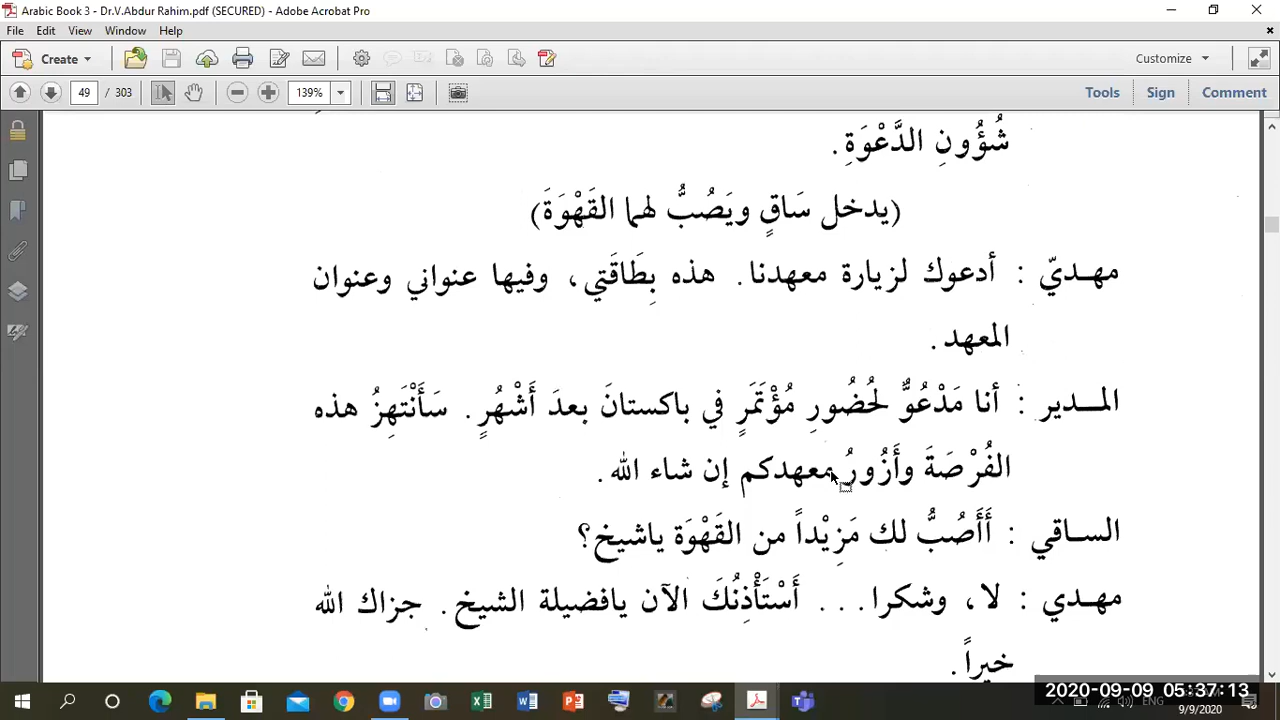 Arabic Book 3 - Dr.V.Abdur Rahim.pdf (SECURED) - Adobe Acrobat Pro
File Edit View Window Help
Create Customize
49 / 303 139% Tools Sign Comment
شُؤُونِ الدَّعْوَةِ .
(يدخل سَاقٍ ويَصُبُّ لهما القَهْوَةَ)
مهـديّ : أدعوك لزيارة معهدنا . هذه بِطَاقَتِي، وفيها عنواني وعنوان
المعهد .
المـدير : أنا مَدْعُوٌّ لحُضُورِ مُؤْتَمَرٍ في باكستانَ بعدَ أَشْهُرٍ . سَأَنْتَهِزُ هذه
الفُرْصَةَ وأَزُورُ معهدكم إن شاء الله .
الساقي : أَأَصُبُّ لك مَزِيْداً من القَهْوَة ياشيخ؟
مهـدي : لا، وشكرا. . . أَسْتَأْذِنُكَ الآن يافضيلة الشيخ . جزاك الله
خيراً .
2020-09-09 05:37:13
ENG
9/9/2020